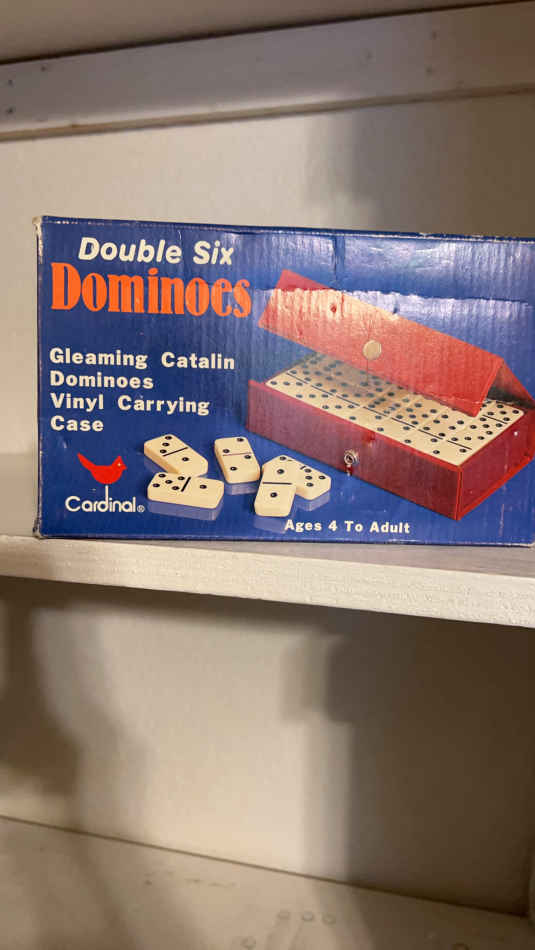 Double Six
Dominoes
Gleaming Catalin
Dominoes
Vinyl Carrying
Case
Cardinal®
Ages 4 To Adult